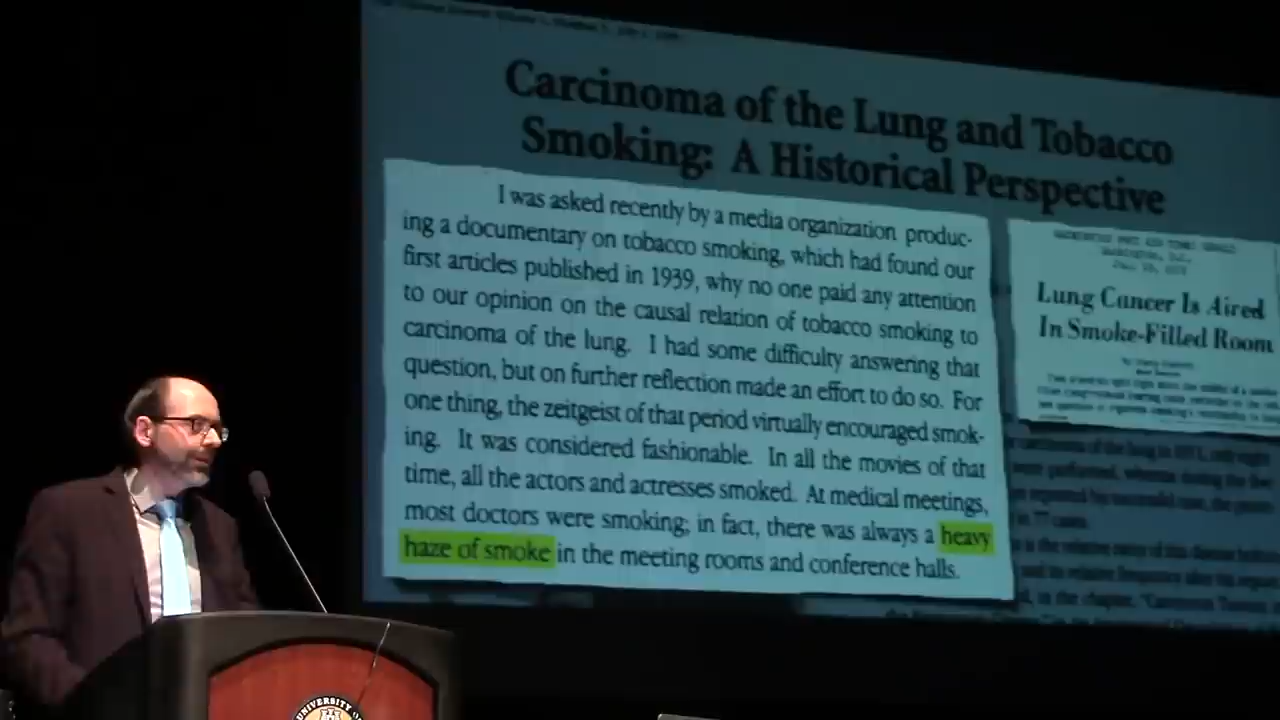 Carcinoma of the Lung and Tobacco
Smoking: A Historical Perspective
I was asked recently by a media organization produc-
ing a documentary on tobacco smoking, which had found our
first articles published in 1939, why no one paid any attention
to our opinion on the causal relation of tobacco smoking to
carcinoma of the lung. I had some difficulty answering that
question, but on further reflection made an effort to do so. For
one thing, the zeitgeist of that period virtually encouraged smok-
ing. It was considered fashionable. In all the movies of that
time, all the actors and actresses smoked. At medical meetings,
most doctors were smoking; in fact, there was always a heavy
haze of smoke in the meeting rooms and conference halls.
Lung Cancer Is Aired
In Smoke-Filled Room
UNIVERSITY